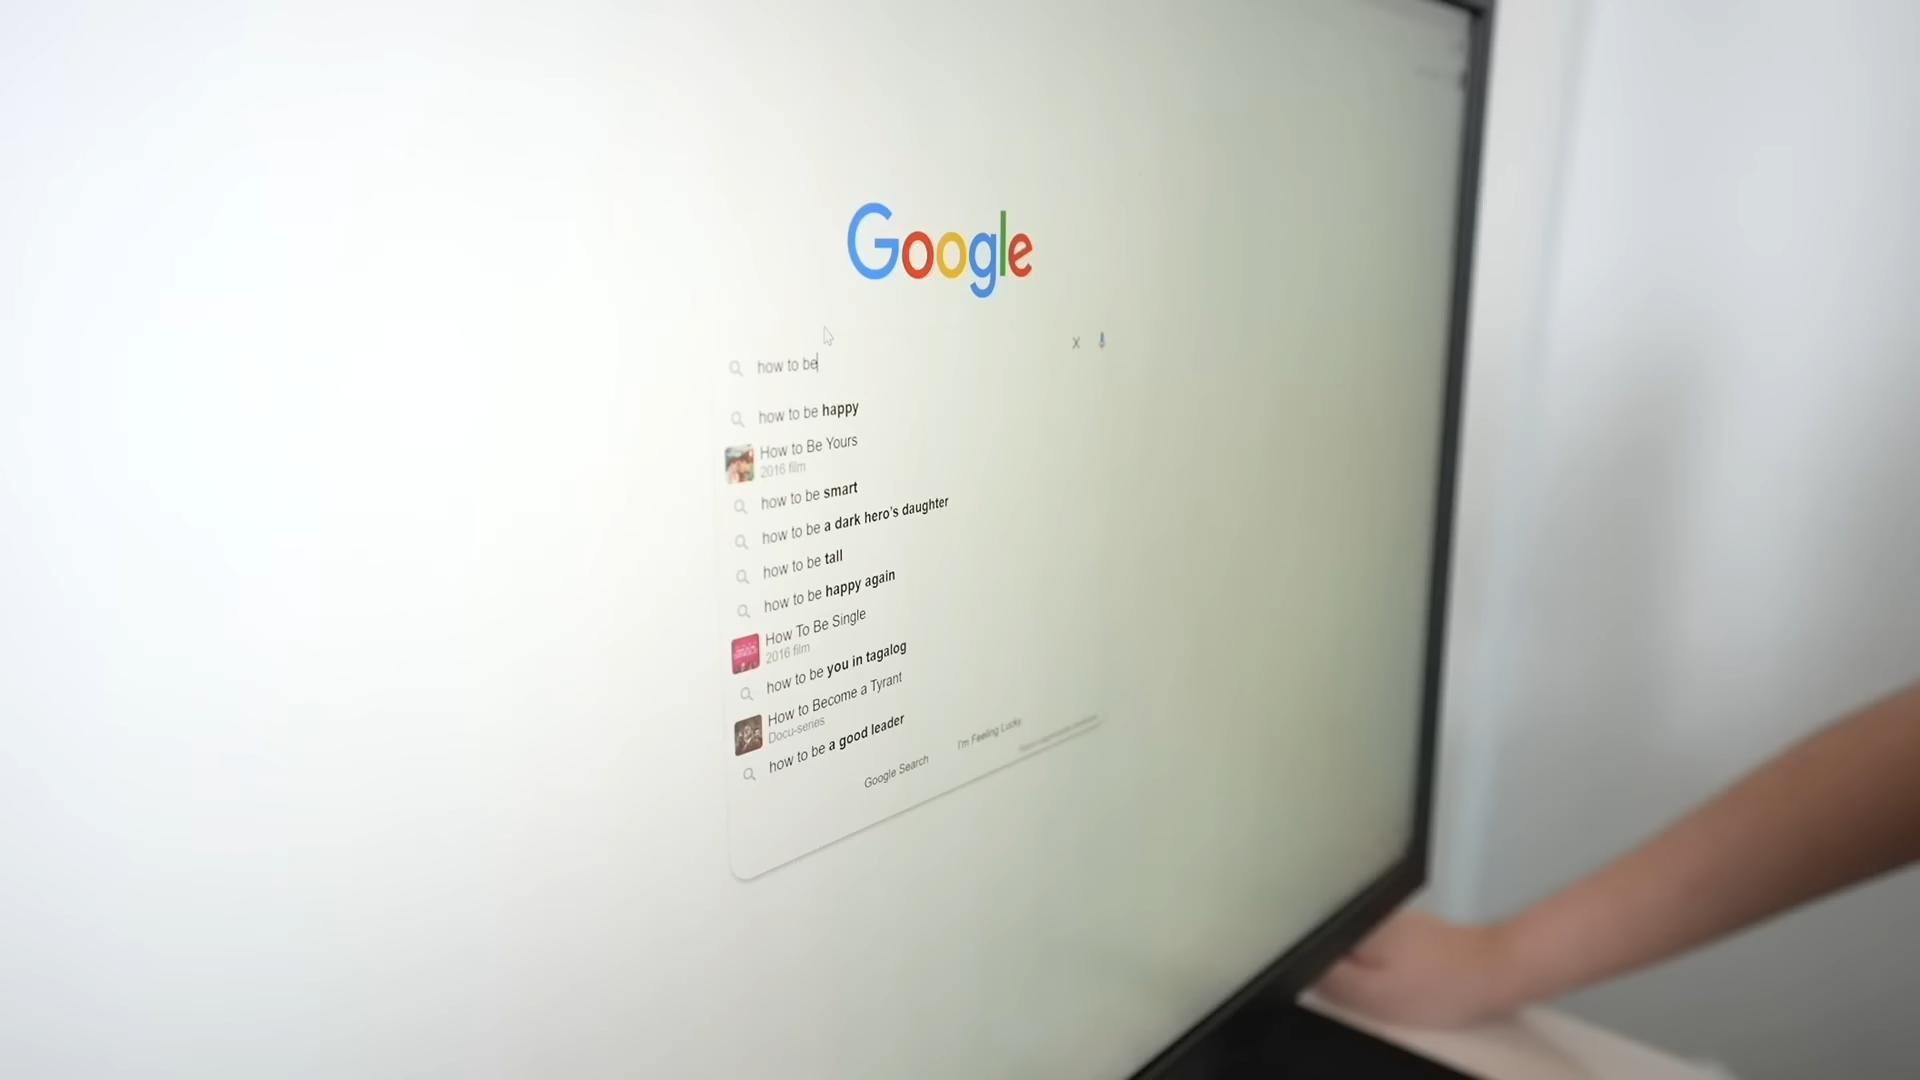 Google
how to be
how to be happy
How to Be Yours
2016 film
how to be smart
how to be a dark hero's daughter
how to be tall
how to be happy again
How To Be Single
2016 film
how to be you in tagalog
How to Become a Tyrant
Docu-series
how to be a good leader
Google Search
I'm Feeling Lucky